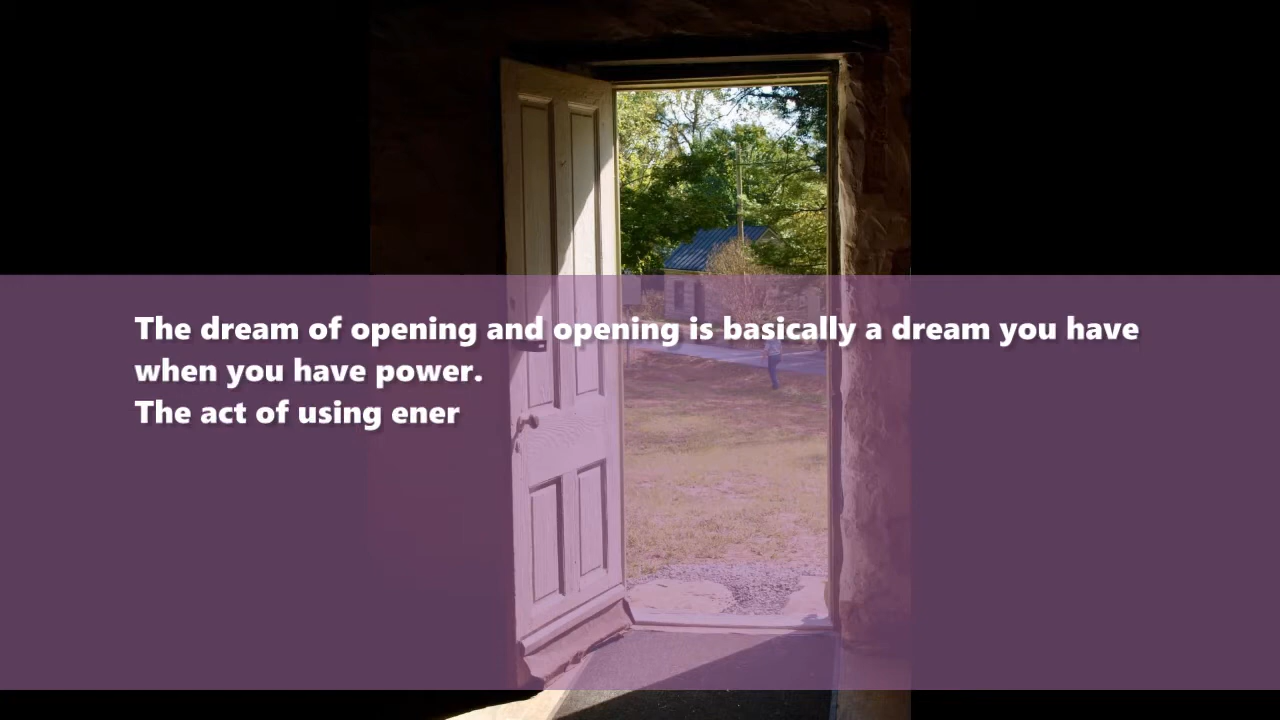 The dream of opening and opening is basically a dream you have
when you have power.
The act of using ener